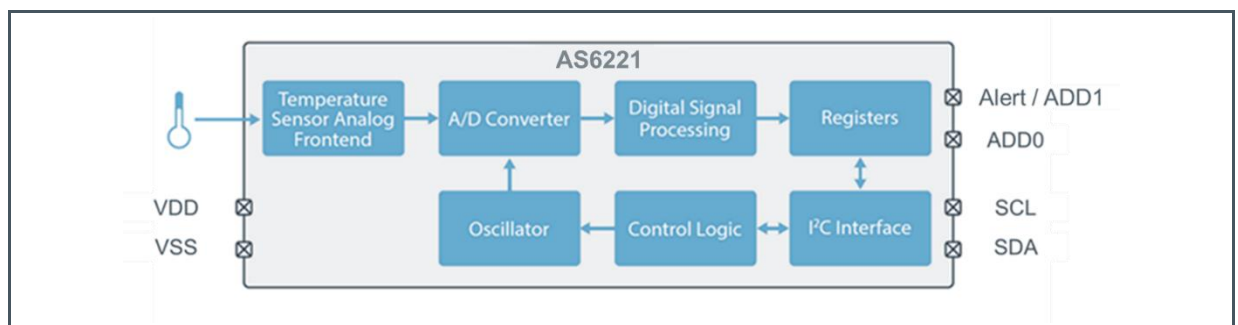 AS6221
Temperature
Sensor Analog
Frontend
A/D Converter
Digital Signal
Processing
Registers
Alert / ADD1
ADD0
VDD
VSS
Oscillator
Control Logic
I²C Interface
SCL
SDA